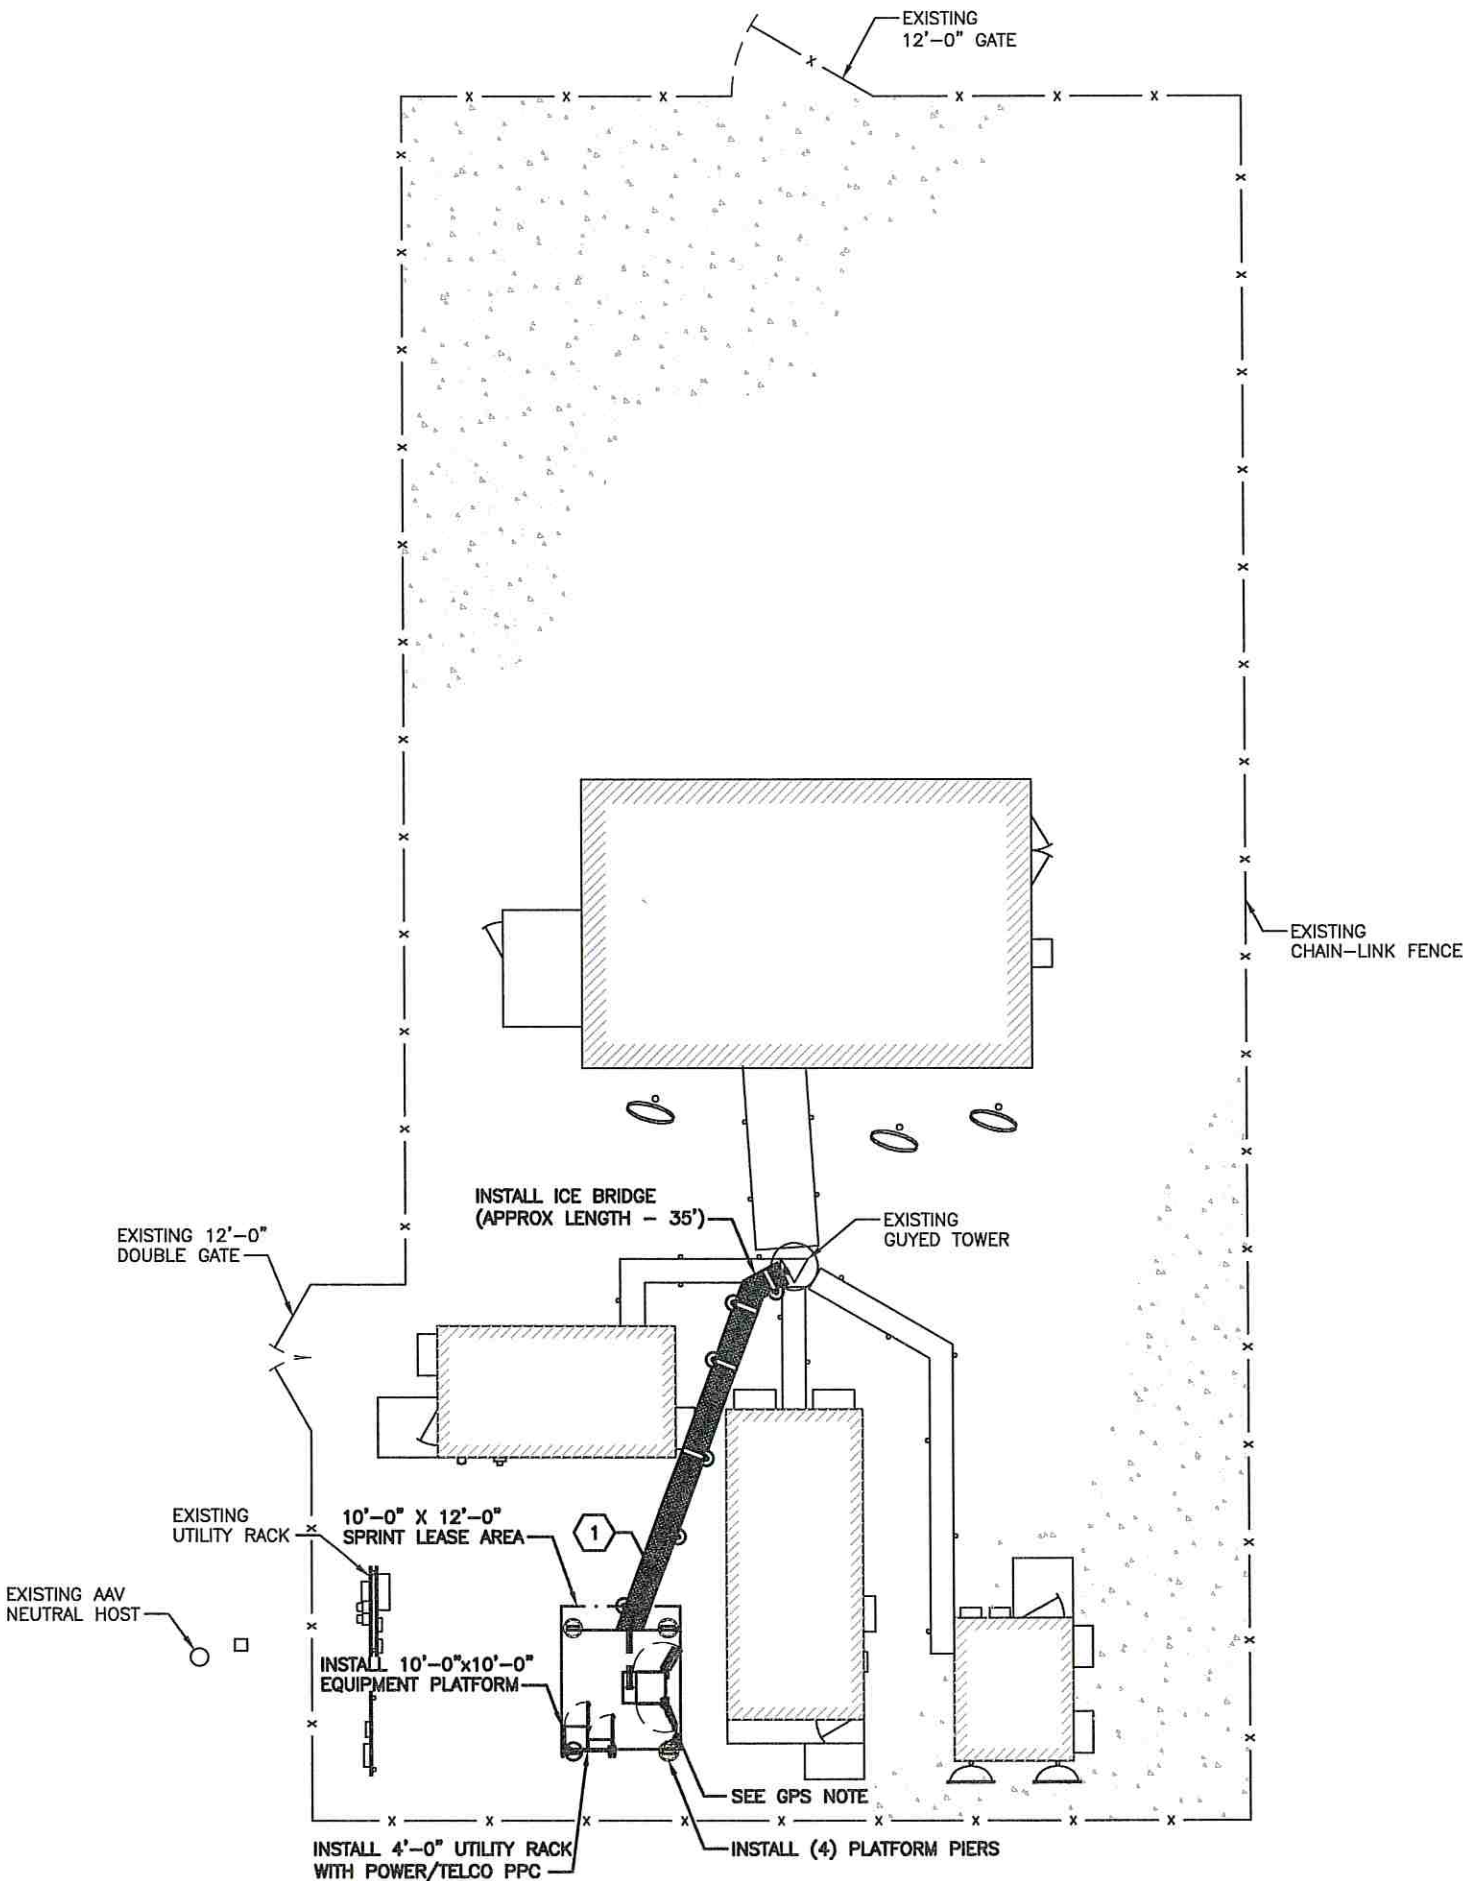 EXISTING
12'-0" GATE
EXISTING
CHAIN-LINK FENCE
INSTALL ICE BRIDGE
(APPROX LENGTH - 35')
EXISTING
GUYED TOWER
EXISTING 12'-0"
DOUBLE GATE
EXISTING
UTILITY RACK
10'-0" X 12'-0"
SPRINT LEASE AREA
1
EXISTING AAV
NEUTRAL HOST
INSTALL 10'-0"x10'-0"
EQUIPMENT PLATFORM
SEE GPS NOTE
INSTALL 4'-0" UTILITY RACK
WITH POWER/TELCO PPC
INSTALL (4) PLATFORM PIERS